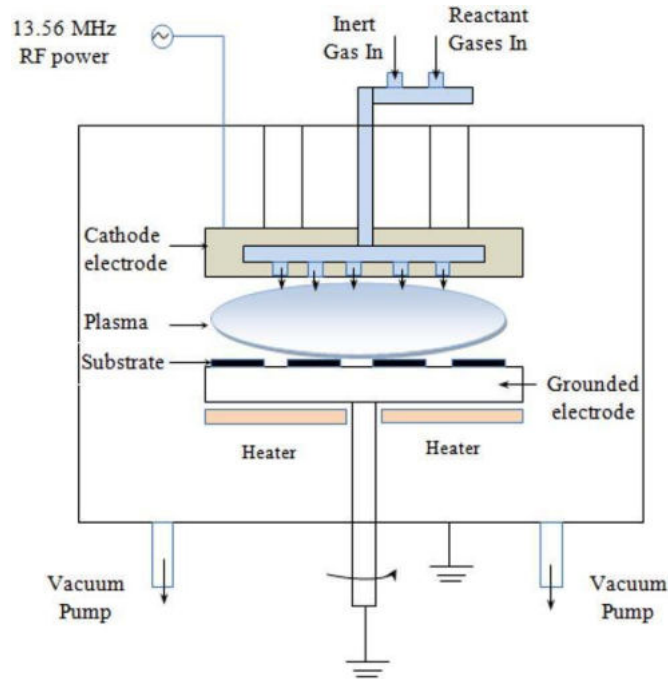 13.56 MHz
RF power
Inert
Gas In
Reactant
Gases In
Cathode
electrode
Plasma
Substrate
Grounded
electrode
Heater
Heater
Vacuum
Pump
Vacuum
Pump